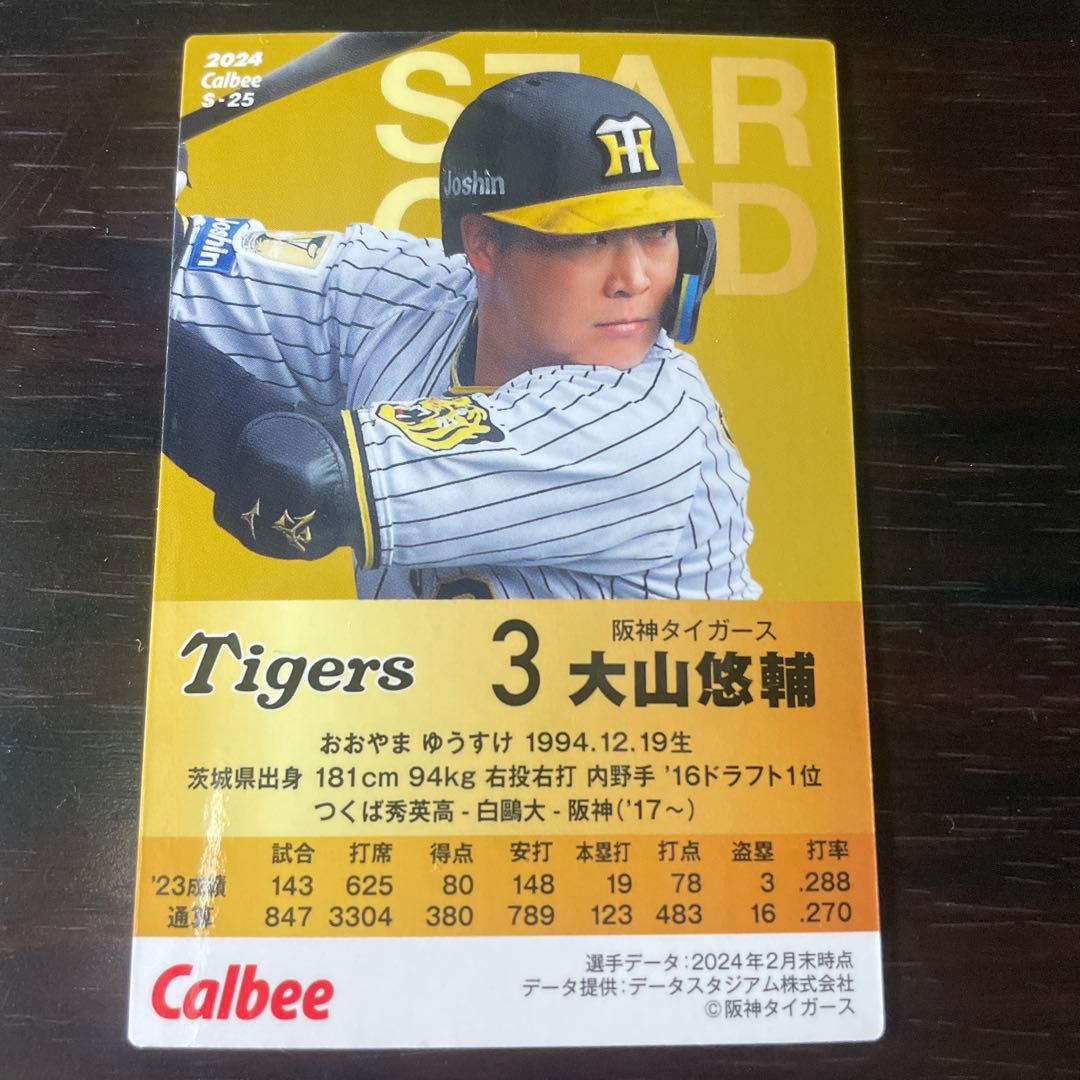 2024
Calbee
S-25
STAR
CARD
Joshin
Joshin
Tigers
3
阪神タイガース
大山悠輔
おおやま ゆうすけ 1994.12.19生
茨城県出身 181cm 94kg 右投右打 内野手 '16ドラフト1位
つくば秀英高 - 白鷗大 - 阪神('17～)
試合 打席 得点 安打 本塁打 打点 盗塁 打率
'23成績 143 625 80 148 19 78 3 .288
通算 847 3304 380 789 123 483 16 .270
Calbee
選手データ:2024年2月末時点
データ提供:データスタジアム株式会社
©阪神タイガース